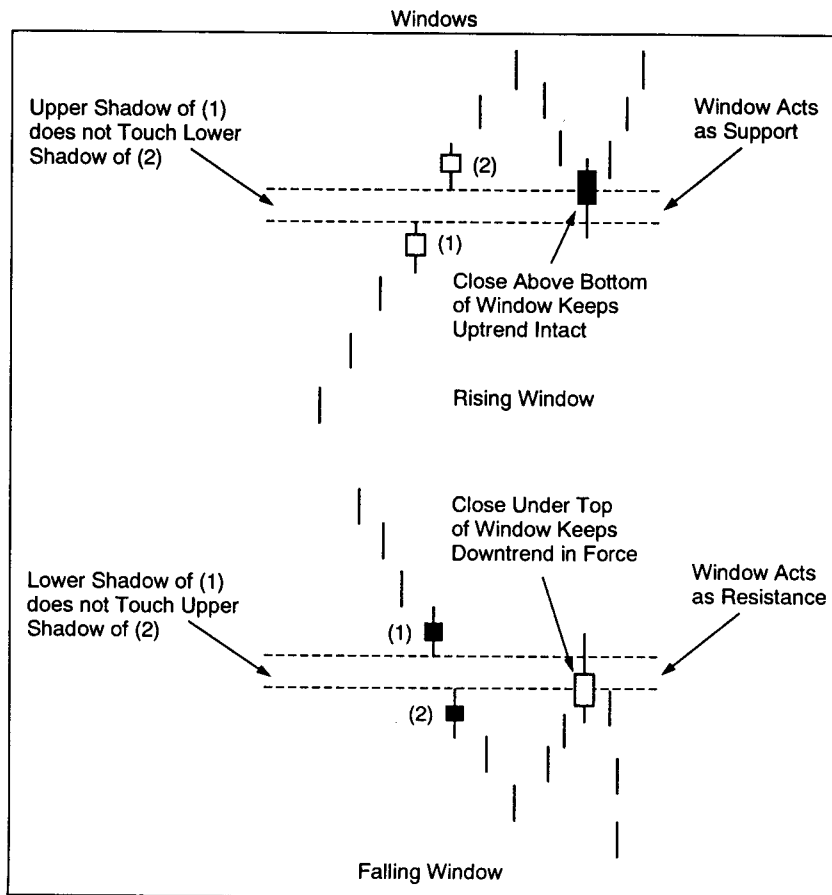 Windows
Upper Shadow of (1)
does not Touch Lower
Shadow of (2)
Window Acts
as Support
(2)
(1)
Close Above Bottom
of Window Keeps
Uptrend Intact
Rising Window
Close Under Top
of Window Keeps
Downtrend in Force
Lower Shadow of (1)
does not Touch Upper
Shadow of (2)
Window Acts
as Resistance
(1)
(2)
Falling Window